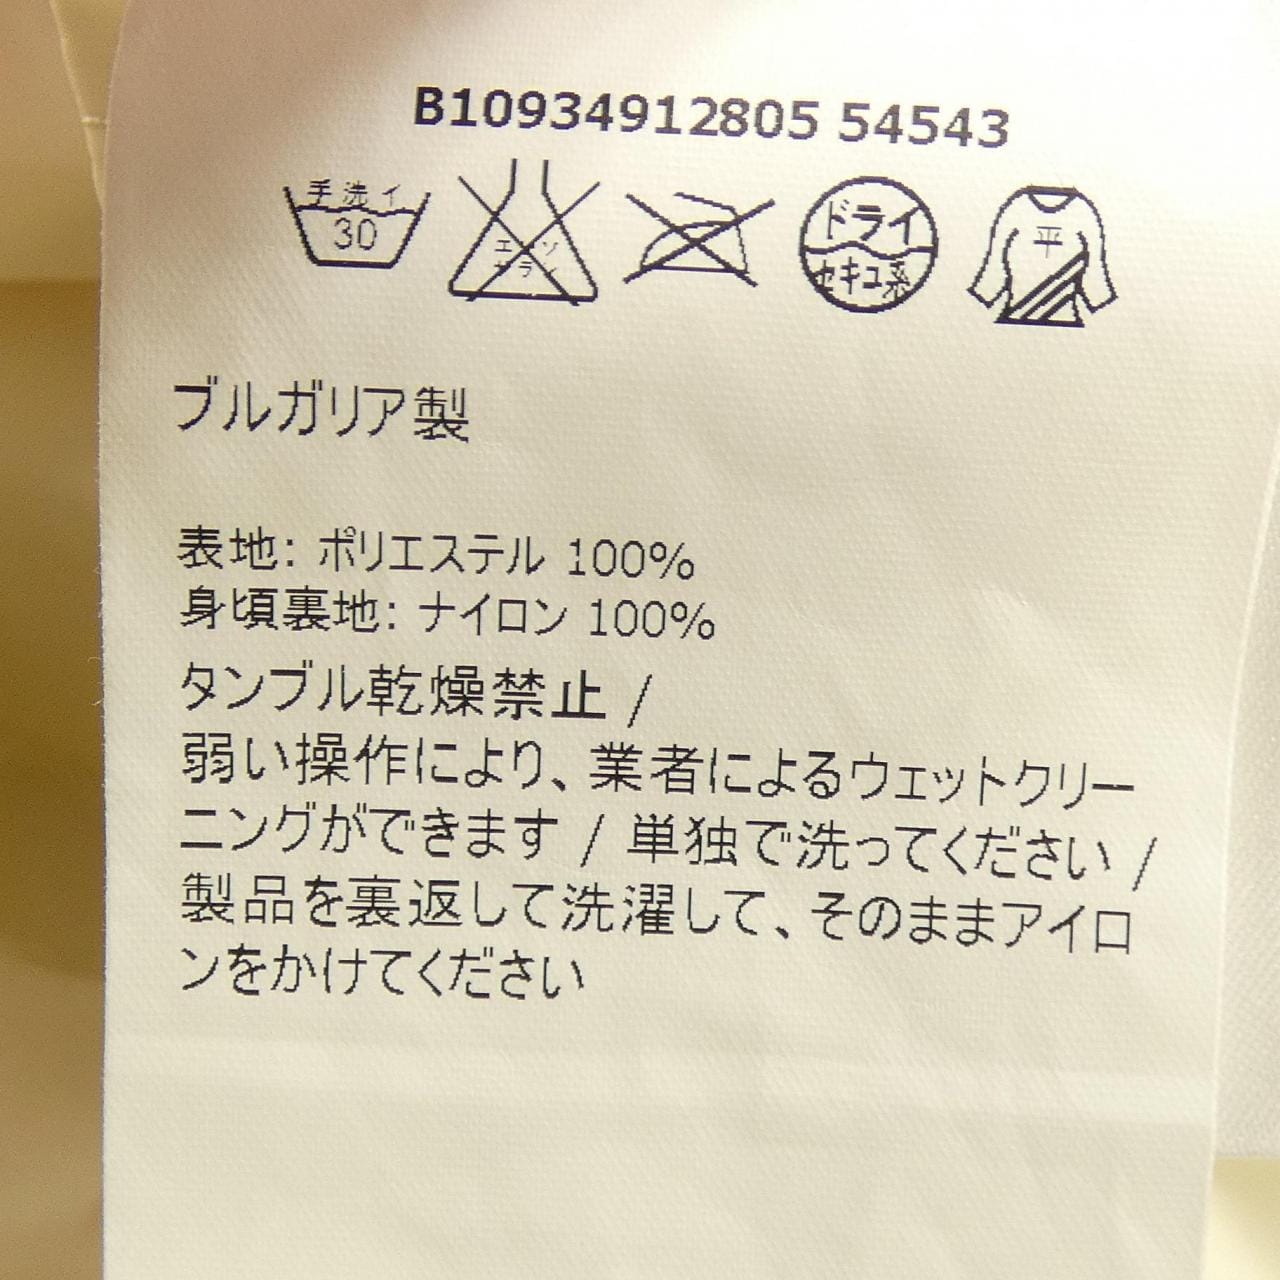 B10934912805 54543
手洗イ 30
エンソサラシ
ドライ セキユ系
平
ブルガリア製
表地: ポリエステル 100%
身頃裏地: ナイロン 100%
タンブル乾燥禁止 /
弱い操作により、業者によるウェットクリー
ニングができます / 単独で洗ってください /
製品を裏返して洗濯して、そのままアイロ
ンをかけてください